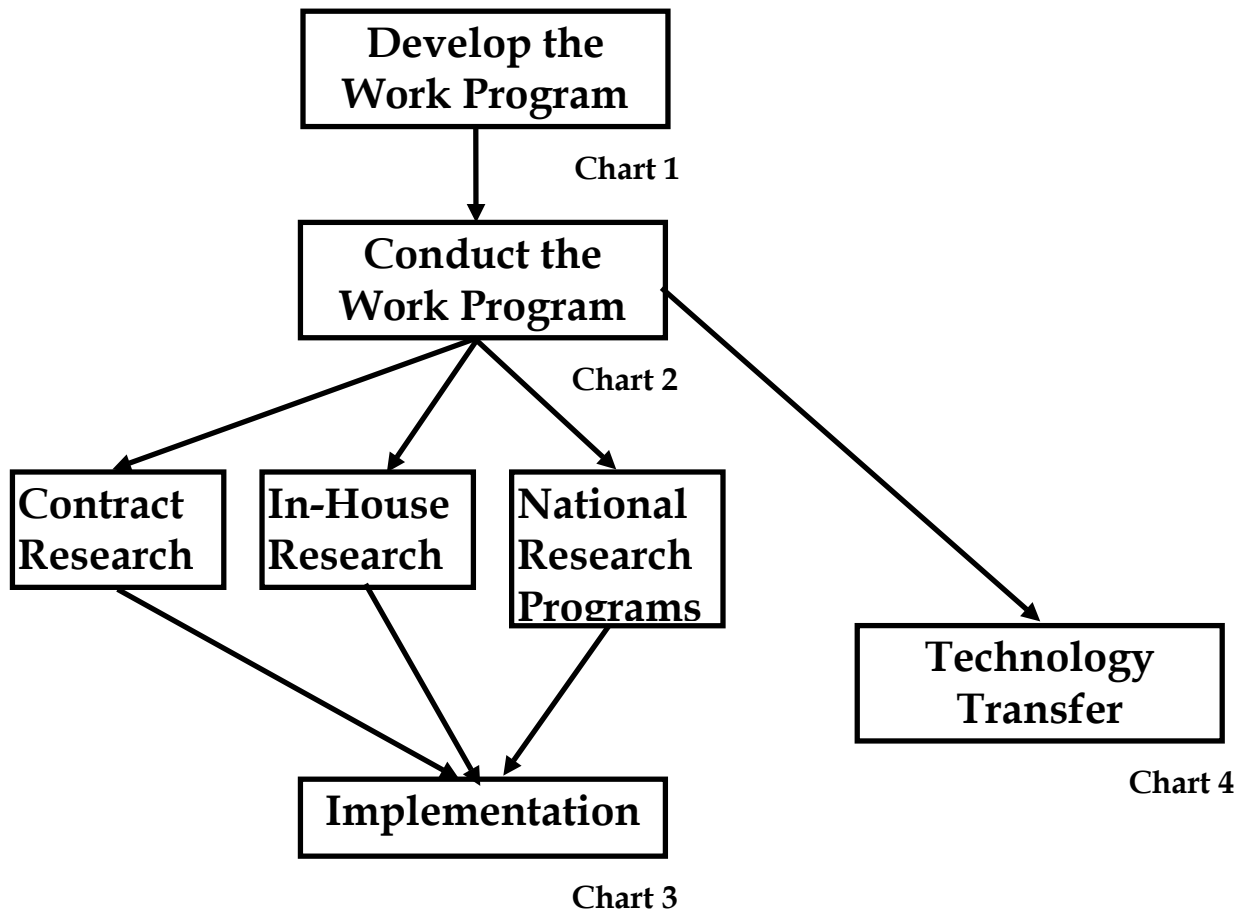 Develop the
Work Program
Chart 1
Conduct the
Work Program
Chart 2
Contract
Research
In-House
Research
National
Research
Programs
Technology
Transfer
Chart 4
Implementation
Chart 3